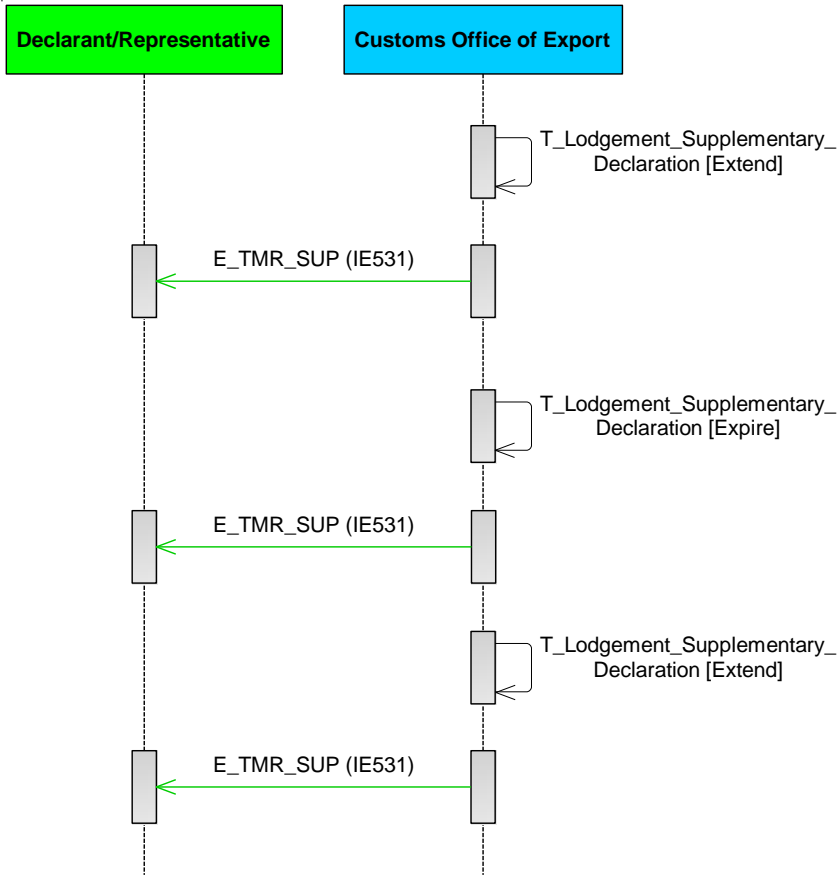 Declarant/Representative
Customs Office of Export
T_Lodgement_Supplementary_
Declaration [Extend]
E_TMR_SUP (IE531)
T_Lodgement_Supplementary_
Declaration [Expire]
E_TMR_SUP (IE531)
T_Lodgement_Supplementary_
Declaration [Extend]
E_TMR_SUP (IE531)